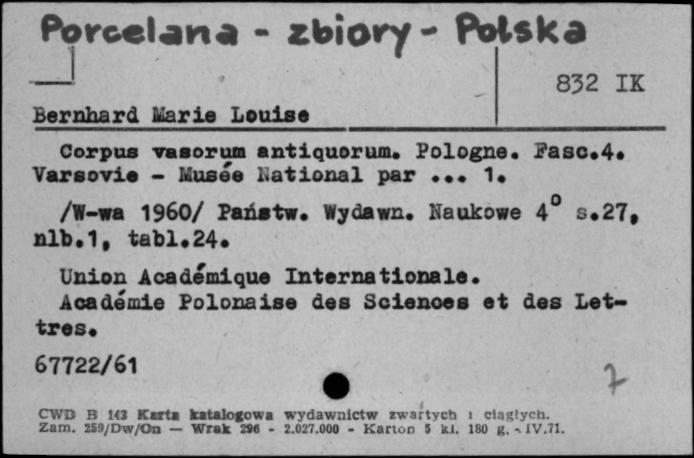 Porcelana - zbiory - Polska
832 IK
Bernhard Marie Louise
Corpus vasorum antiquorum. Pologne. Fasc.4.
Varsovie - Musée National par ... 1.
/W-wa 1960/ Państw. Wydawn. Naukowe 4° s.27,
nlb.1, tabl.24.
Union Académique Internationale.
Académie Polonaise des Sciences et des Let-
tres.
67722/61
7
CWD B 143 Karta katalogowa wydawnictw zwartych i ciągłych.
Zam. 259/Dw/On — Wrak 296 - 2.027.000 - Karton 5 kl. 180 g. - IV.71.